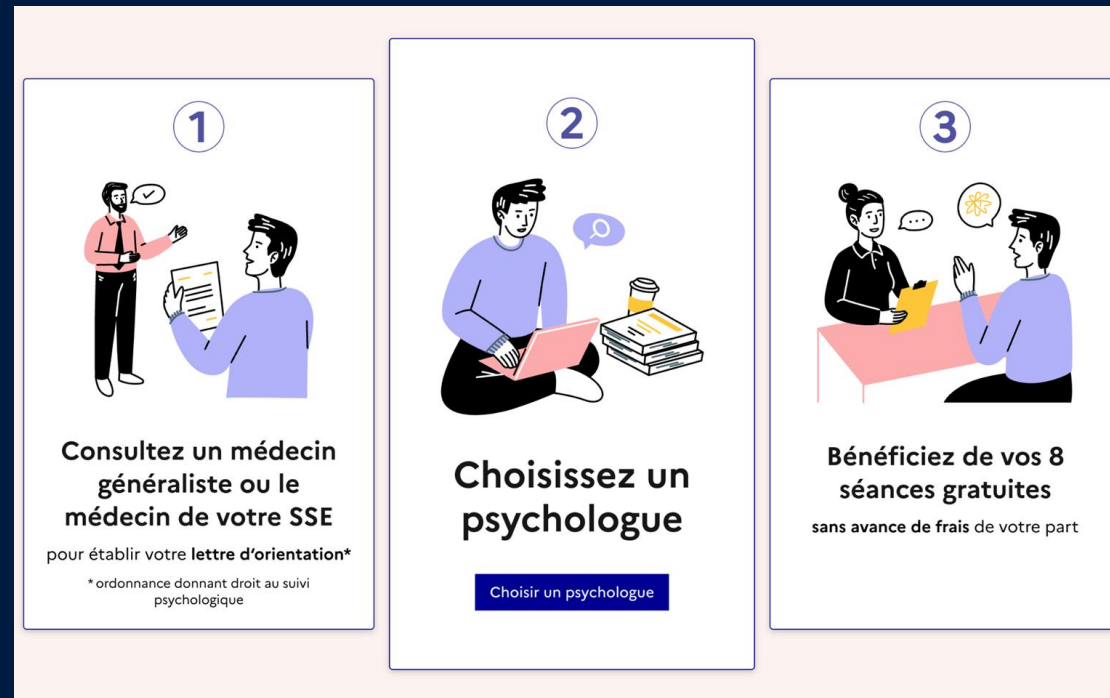 1
Consultez un médecin
généraliste ou le
médecin de votre SSE
pour établir votre lettre d'orientation*
* ordonnance donnant droit au suivi
psychologique
2
Choisissez un
psychologue
Choisir un psychologue
3
Bénéficiez de vos 8
séances gratuites
sans avance de frais de votre part